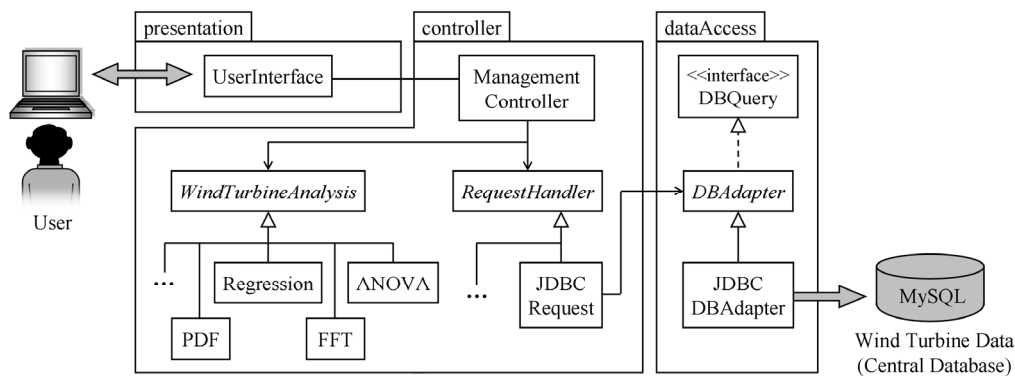 presentation
controller
dataAccess
UserInterface
Management
Controller
<<interface>>
DBQuery
WindTurbineAnalysis
RequestHandler
DBAdapter
User
...
Regression
ANOVA
...
JDBC
Request
JDBC
DBAdapter
MySQL
PDF
FFT
Wind Turbine Data
(Central Database)